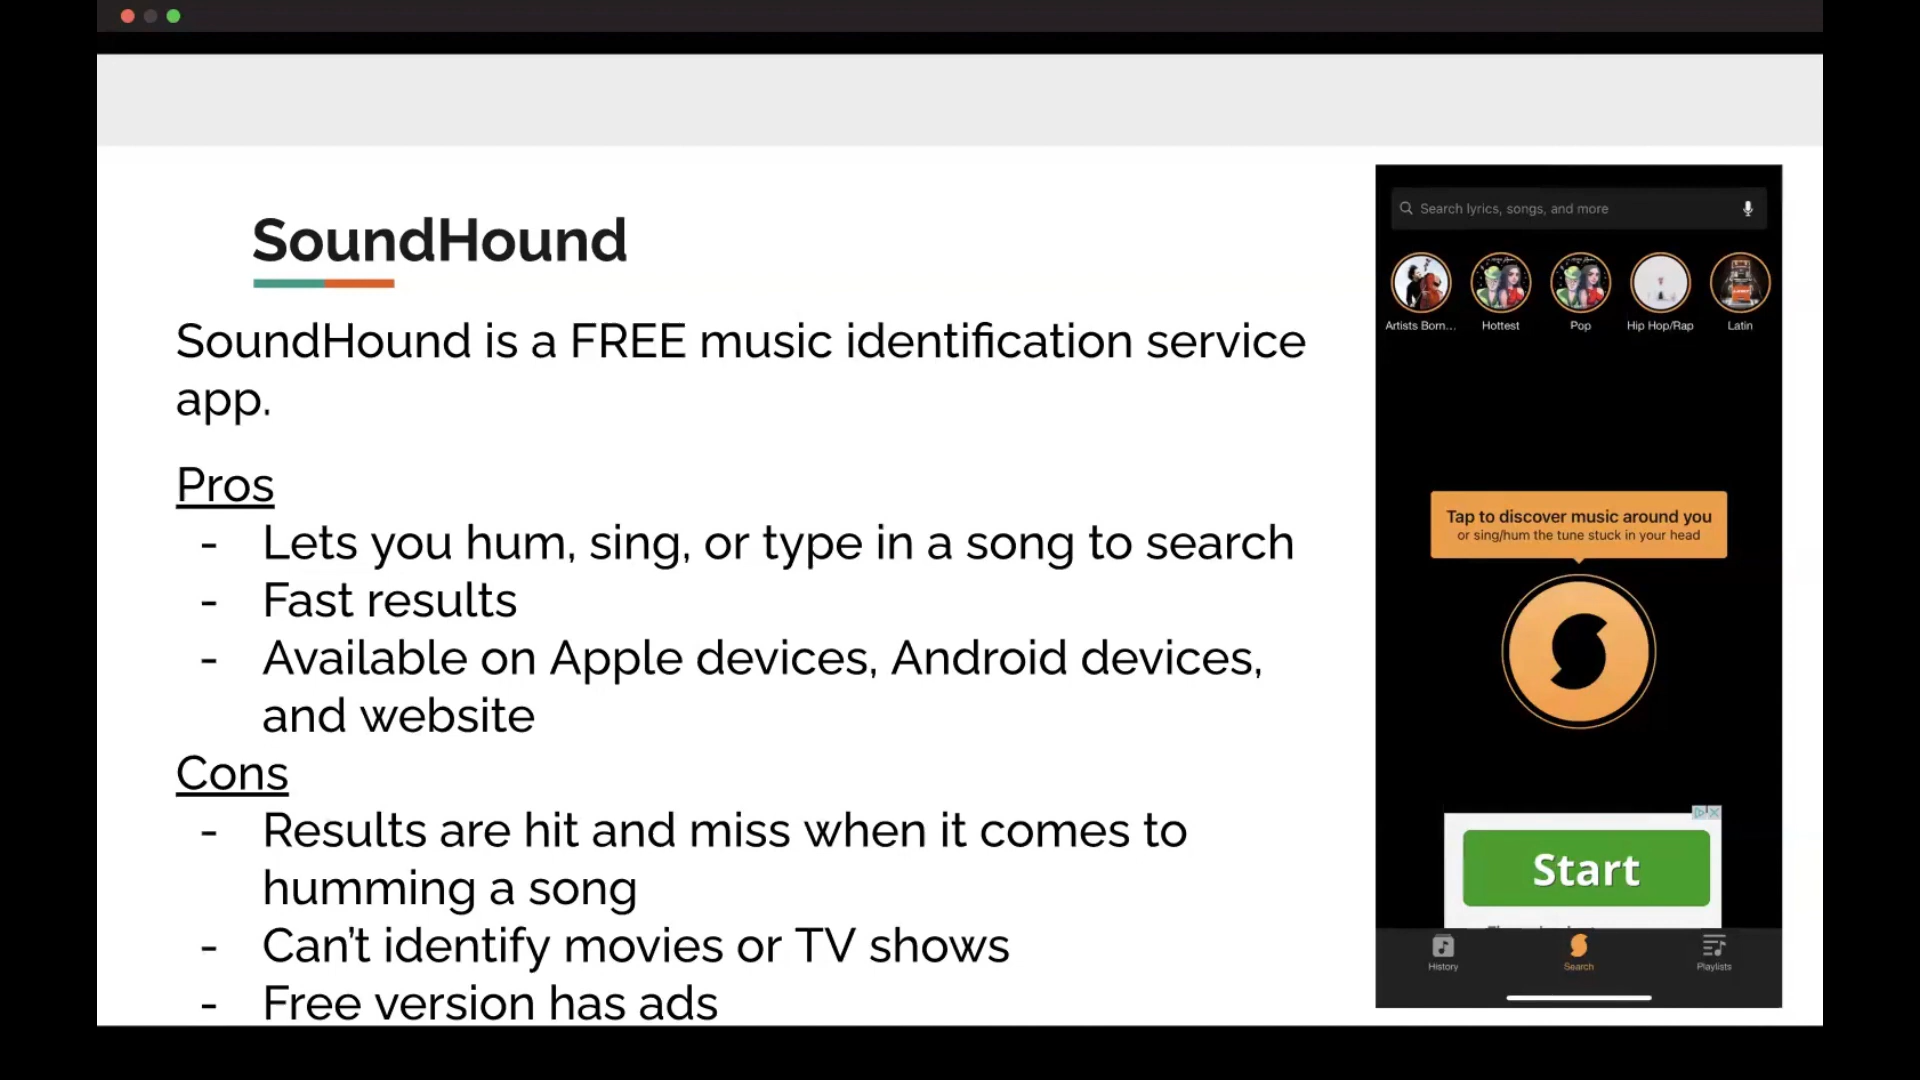 SoundHound
SoundHound is a FREE music identification service
app.
Pros
- Lets you hum, sing, or type in a song to search
- Fast results
- Available on Apple devices, Android devices,
and website
Cons
- Results are hit and miss when it comes to
humming a song
- Can't identify movies or TV shows
- Free version has ads
Search lyrics, songs, and more
Artists Born... Hottest Pop Hip Hop/Rap Latin
Tap to discover music around you
or sing/hum the tune stuck in your head
Start
History Search Playlists